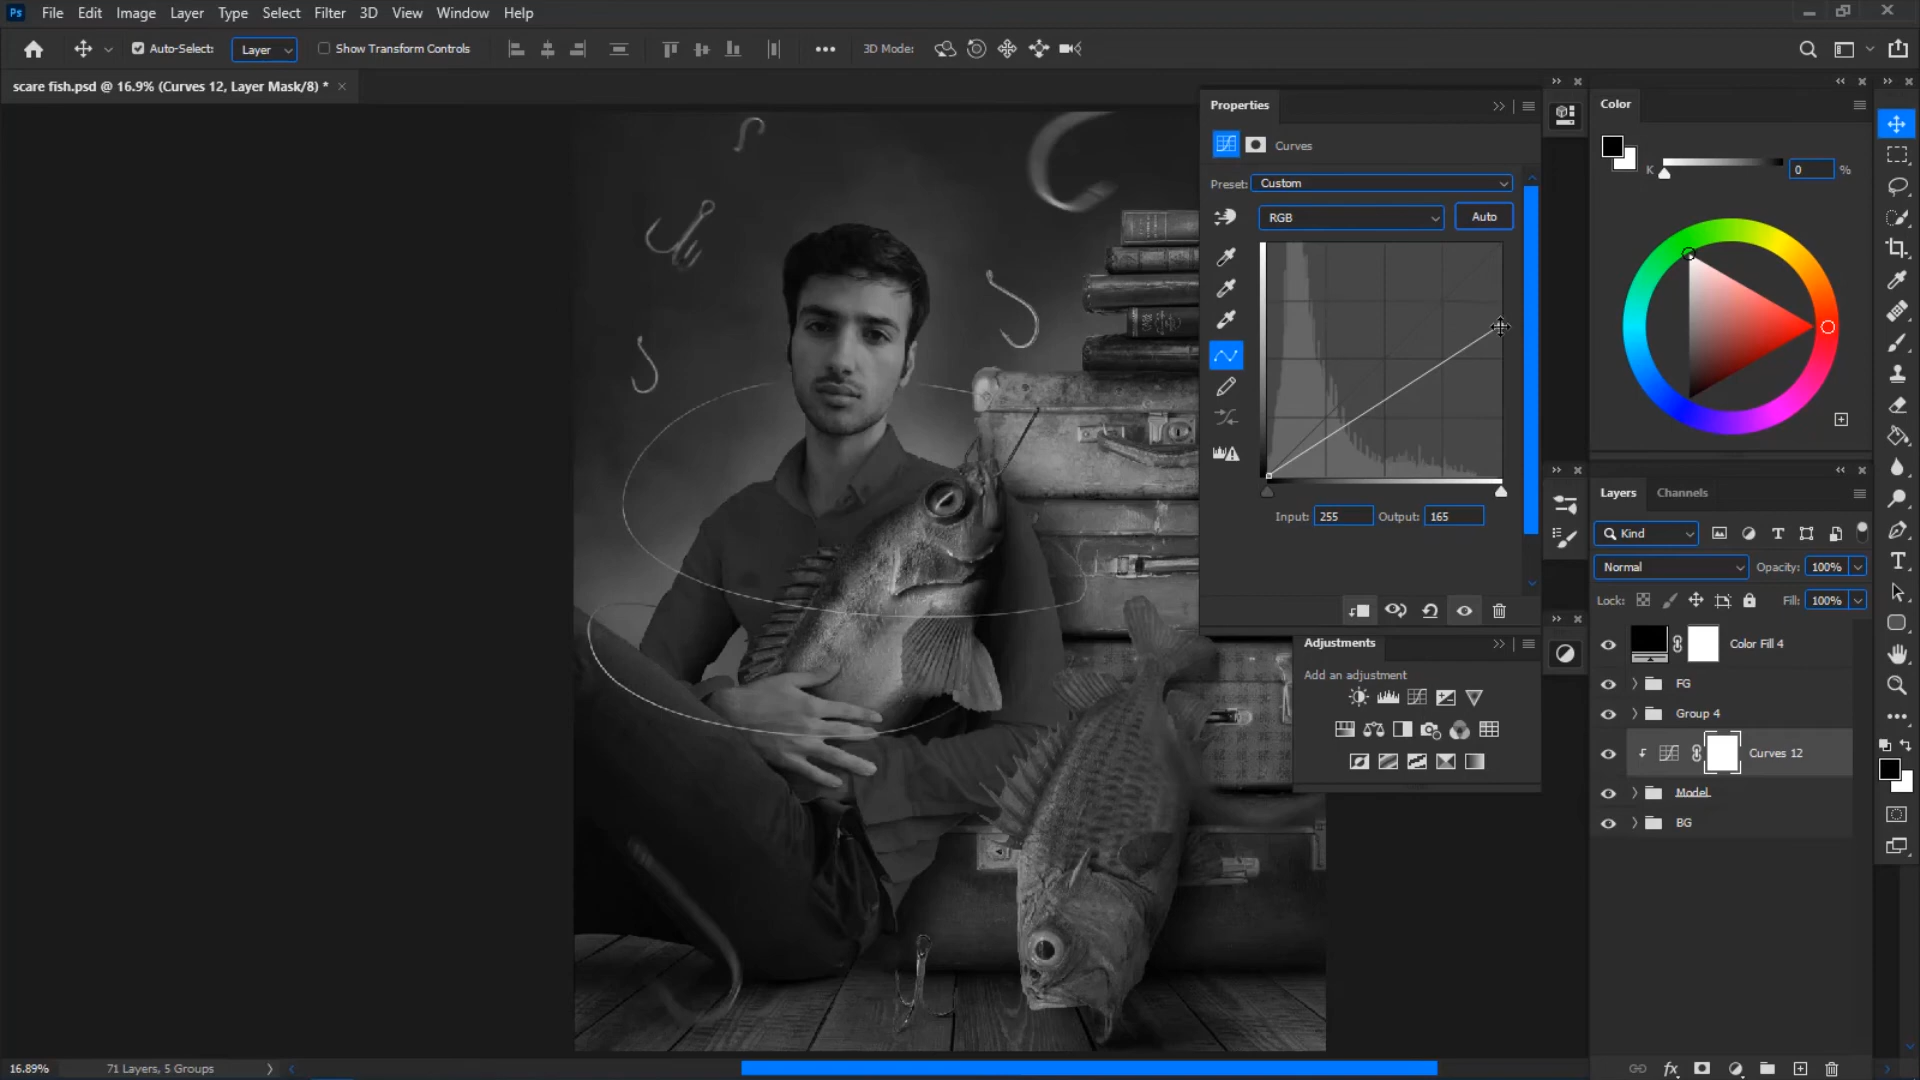 Ps File Edit Image Layer Type Select Filter 3D View Window Help
Auto-Select: Layer Show Transform Controls 3D Mode:
scare fish.psd @ 16.9% (Curves 12, Layer Mask/8) *
Properties
Curves
Preset: Custom
RGB Auto
Input: 255 Output: 165
Adjustments
Add an adjustment
Color
K 0 %
Layers Channels
Kind
Normal Opacity: 100%
Lock: Fill: 100%
Color Fill 4
FG
Group 4
Curves 12
Model
BG
16.89% 71 Layers, 5 Groups